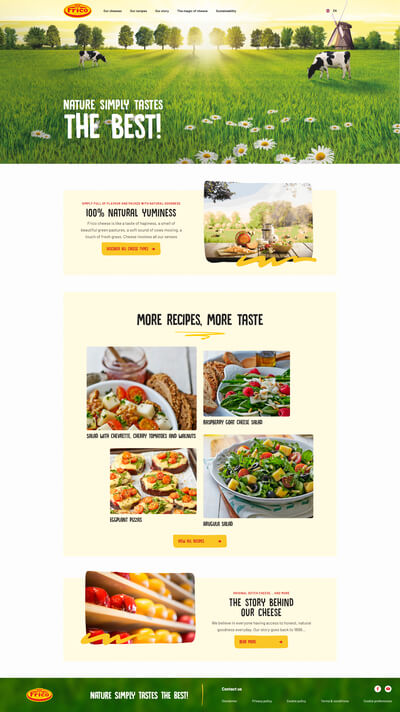 Frico
Our cheeses
Our recipes
Our story
The magic of cheese
Sustainability
EN
NATURE SIMPLY TASTES
THE BEST!
SIMPLY FULL OF FLAVOUR AND PACKED WITH NATURAL GOODNESS
100% NATURAL YUMINESS
Frico cheese is like a taste of happiness, a smell of
beautiful green pastures, a soft sound of cows mooing, a
touch of fresh grass. Cheese involves all our senses
DISCOVER ALL CHEESE TYPES
MORE RECIPES, MORE TASTE
SALAD WITH CHEVRETTE, CHERRY TOMATOES AND WALNUTS
RASPBERRY GOAT CHEESE SALAD
EGGPLANT PIZZAS
ARUGULA SALAD
VIEW ALL RECIPES
ORIGINAL DUTCH CHEESE... AND MORE
THE STORY BEHIND
OUR CHEESE
We believe in everyone having access to honest, natural
goodness everyday. Our story goes back to 1898...
READ MORE
Frico
NATURE SIMPLY TASTES THE BEST!
Contact us
Disclaimer
Privacy policy
Cookie policy
Terms & conditions
Cookie preferences